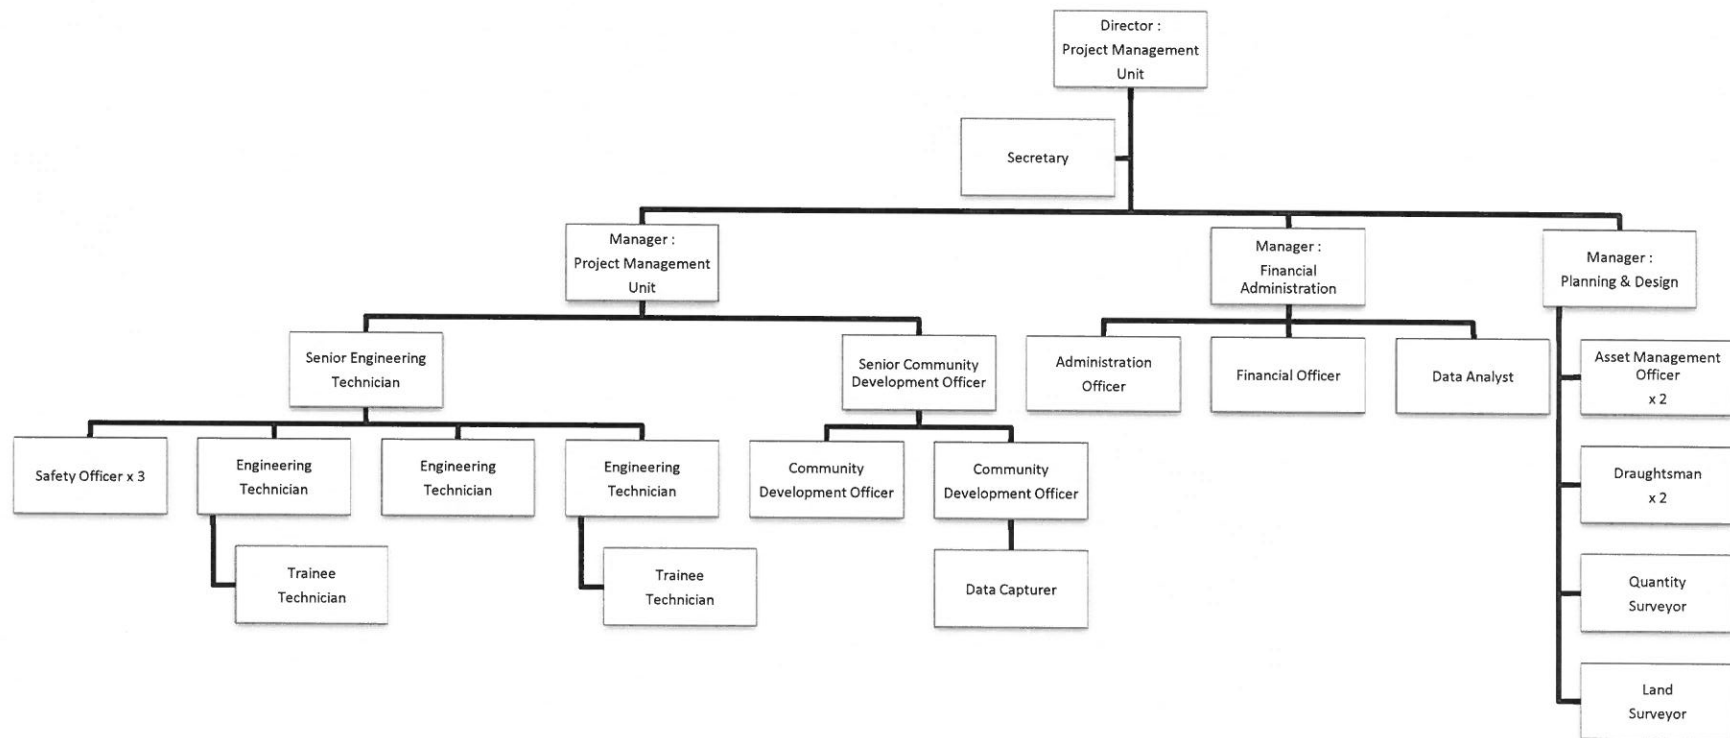 Director :
Project Management
Unit
Secretary
Manager :
Project Management
Unit
Manager :
Financial
Administration
Manager :
Planning & Design
Senior Engineering
Technician
Senior Community
Development Officer
Administration
Officer
Financial Officer
Data Analyst
Asset Management
Officer
x 2
Safety Officer x 3
Engineering
Technician
Engineering
Technician
Engineering
Technician
Community
Development Officer
Community
Development Officer
Draughtsman
x 2
Trainee
Technician
Trainee
Technician
Data Capturer
Quantity
Surveyor
Land
Surveyor